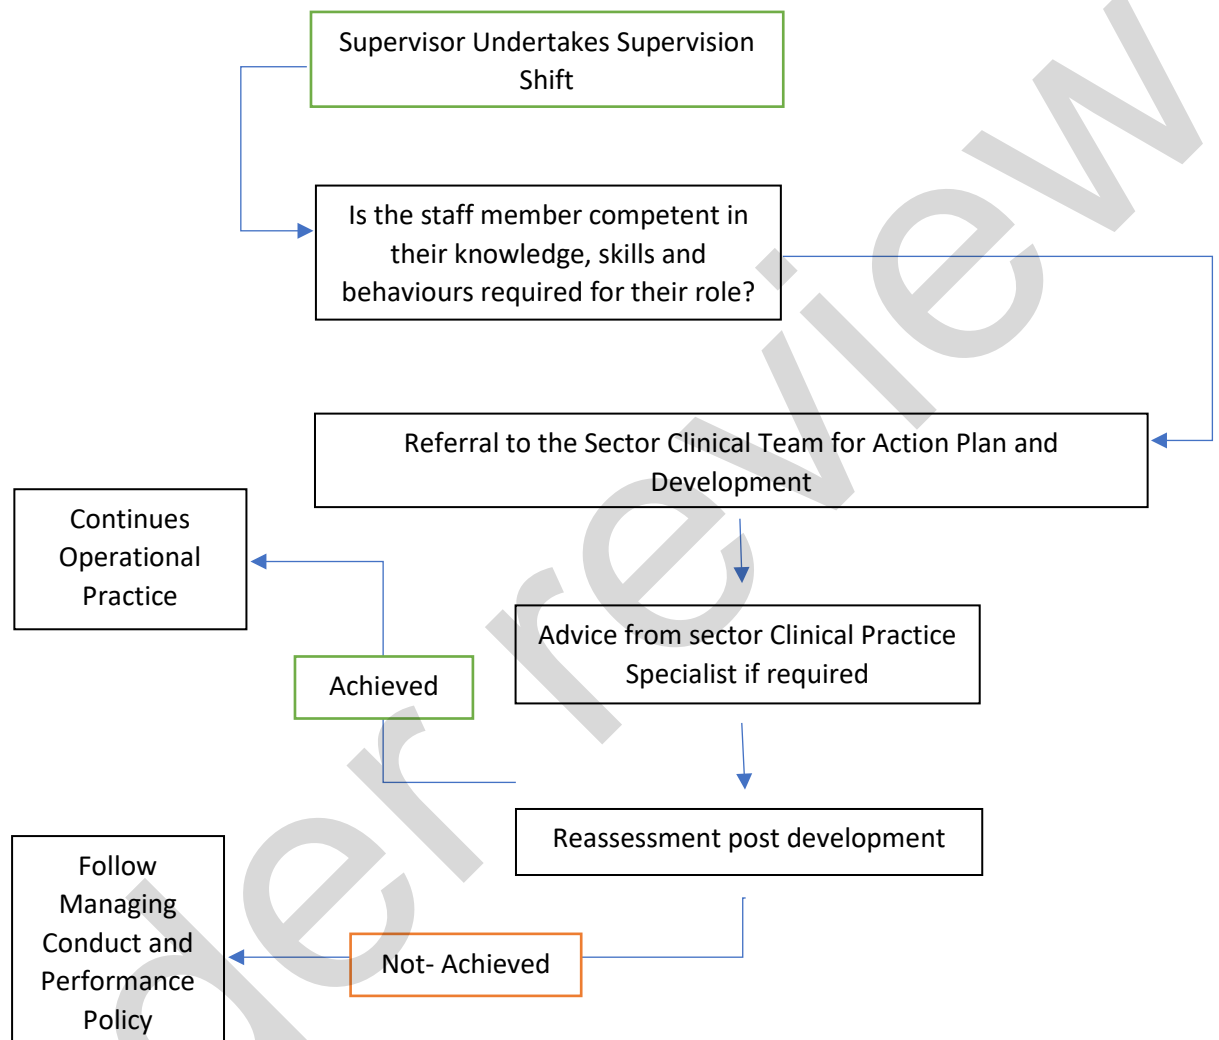 Supervisor Undertakes Supervision
Shift
Is the staff member competent in
their knowledge, skills and
behaviours required for their role?
Referral to the Sector Clinical Team for Action Plan and
Development
Continues
Operational
Practice
Advice from sector Clinical Practice
Specialist if required
Achieved
Reassessment post development
Follow
Managing
Conduct and
Performance
Policy
Not- Achieved
der review